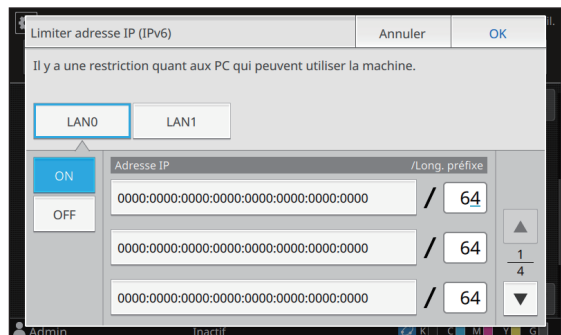 Limiter adresse IP (IPv6)
Annuler
OK
Il y a une restriction quant aux PC qui peuvent utiliser la machine.
LAN0
LAN1
ON
OFF
Adresse IP
/Long. préfixe
0000:0000:0000:0000:0000:0000:0000:0000 / 64
0000:0000:0000:0000:0000:0000:0000:0000 / 64
0000:0000:0000:0000:0000:0000:0000:0000 / 64
1
4
Admin
Inactif
K C M Y G